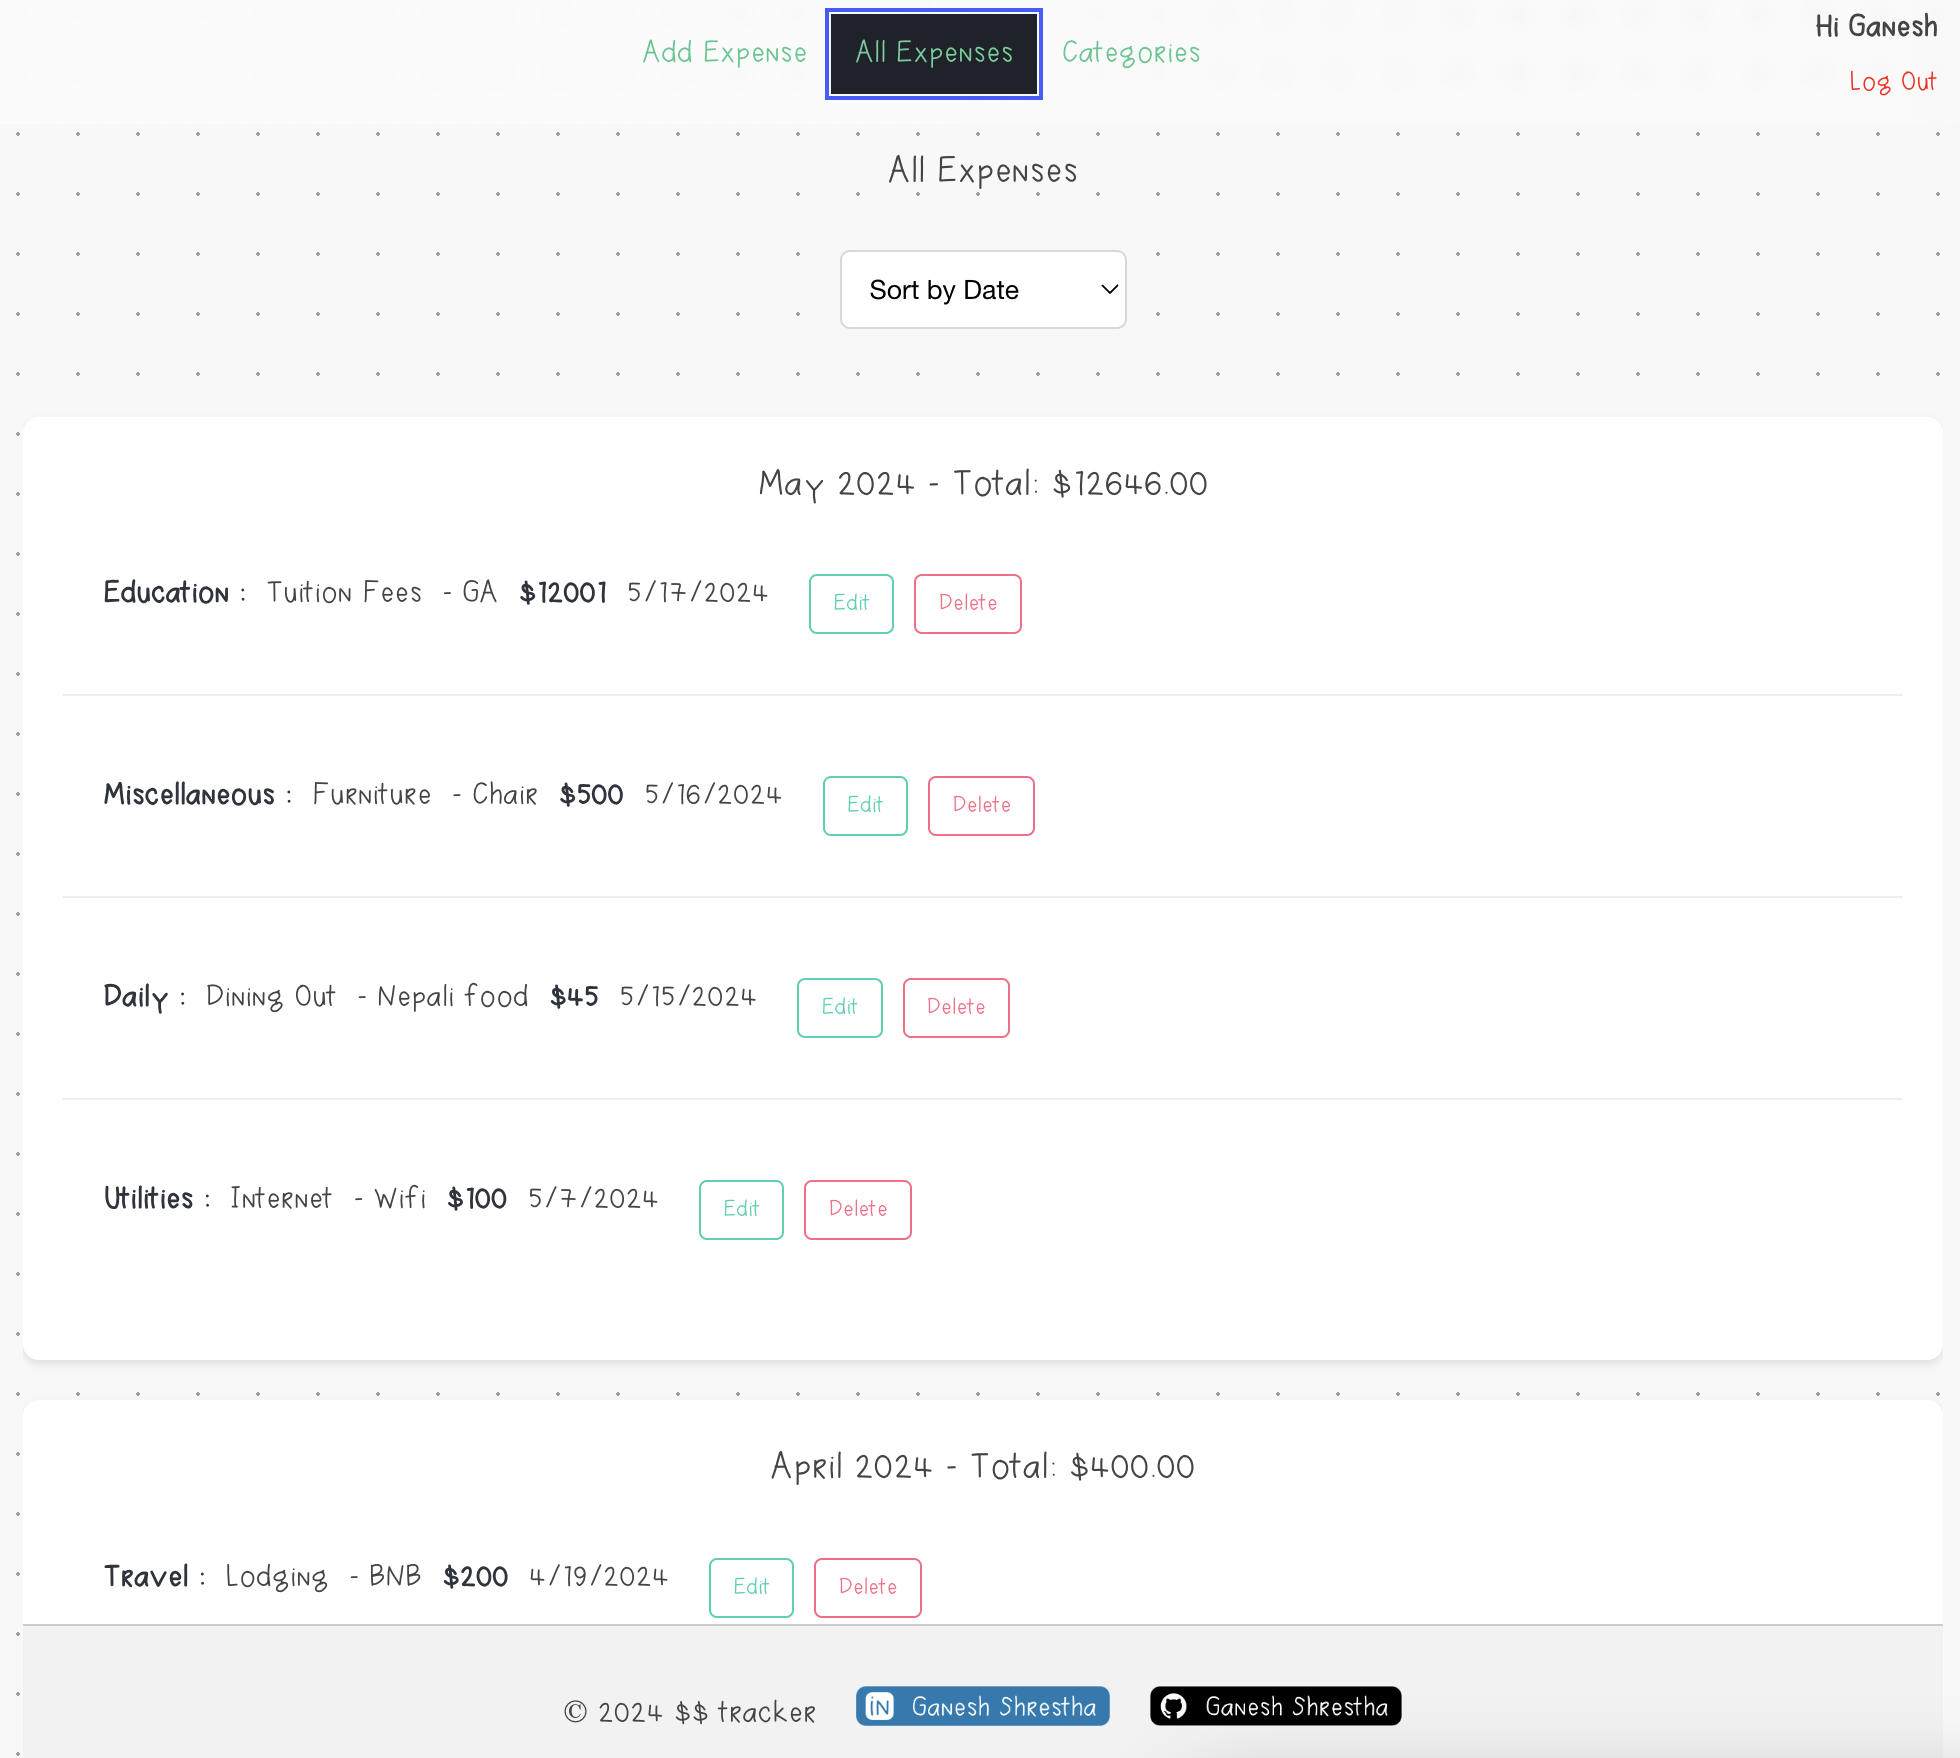 Add Expense All Expenses Categories
Hi Ganesh
Log Out
All Expenses
Sort by Date
May 2024 - Total: $12646.00
Education : Tuition Fees - GA $12001 5/17/2024 Edit Delete
Miscellaneous : Furniture - Chair $500 5/16/2024 Edit Delete
Daily : Dining Out - Nepali food $45 5/15/2024 Edit Delete
Utilities : Internet - Wifi $100 5/7/2024 Edit Delete
April 2024 - Total: $400.00
Travel : Lodging - BNB $200 4/19/2024 Edit Delete
© 2024 $$ tracker in Ganesh Shrestha Ganesh Shrestha